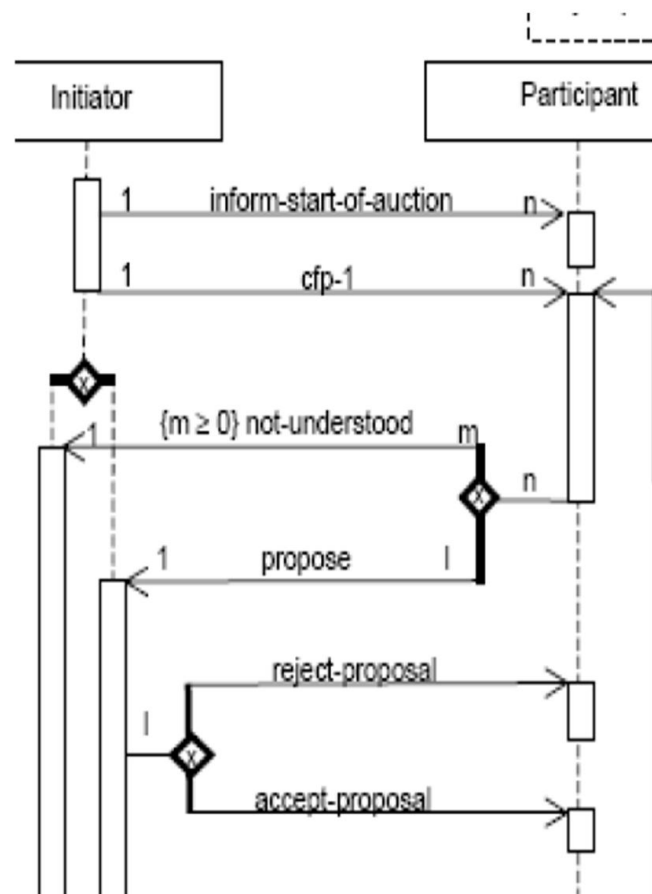 Initiator Participant
1 inform-start-of-auction n
1 cfp-1 n
x
1 {m ≥ 0} not-understood m
x n
1 propose l
reject-proposal
l x
accept-proposal